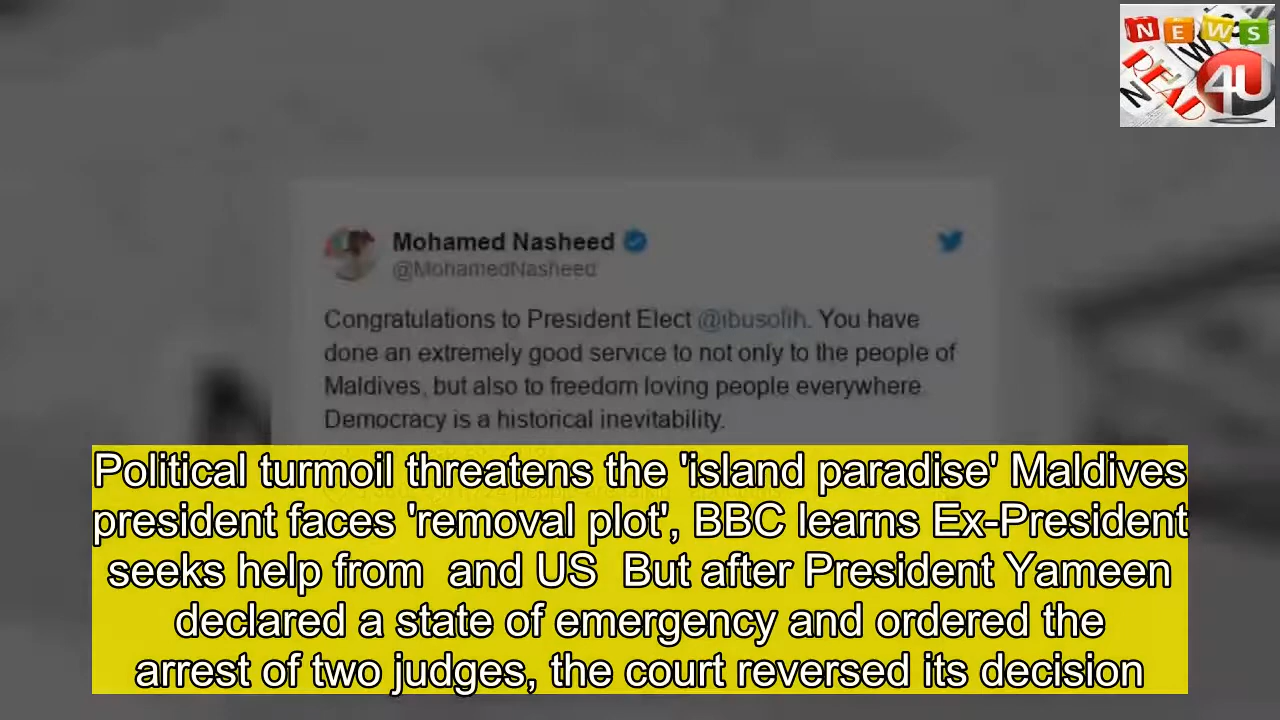 NEWS
READ
N
W
4U
Mohamed Nasheed
@MohamedNasheed
Congratulations to President Elect @ibusolih. You have
done an extremely good service to not only to the people of
Maldives, but also to freedom loving people everywhere.
Democracy is a historical inevitability.
Political turmoil threatens the 'island paradise' Maldives
president faces 'removal plot', BBC learns Ex-President
seeks help from  and US  But after President Yameen
declared a state of emergency and ordered the
arrest of two judges, the court reversed its decision